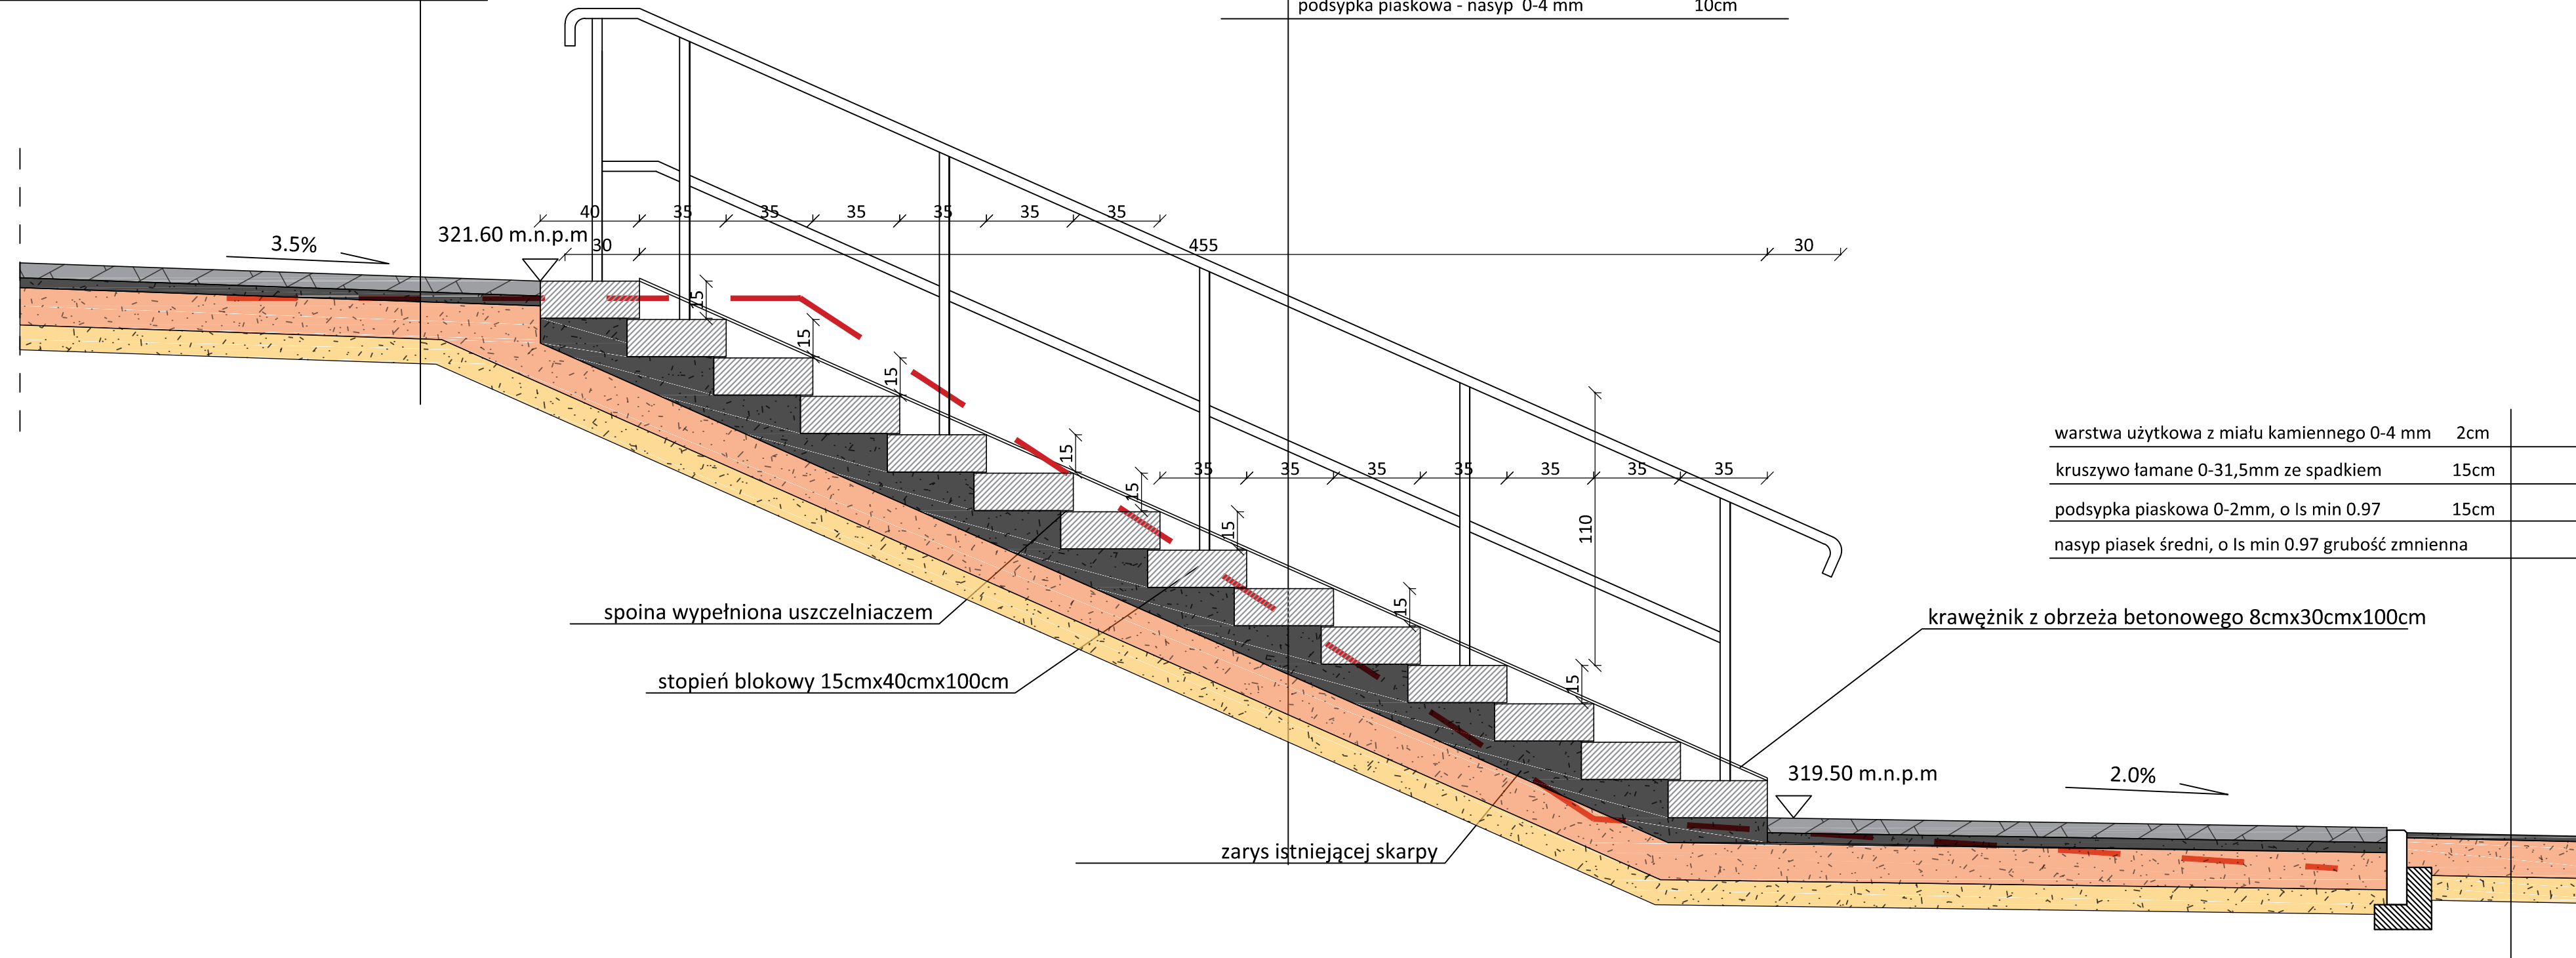 podsypka piaskowa - nasyp 0-4 mm 10cm
40 35 35 35 35 35 35
3.5%
321.60 m.n.p.m
30 455 30
15
15
15
15
15
15
15
15
35 35 35 35 35 35 35
110
warstwa użytkowa z miału kamiennego 0-4 mm 2cm
kruszywo łamane 0-31,5mm ze spadkiem 15cm
podsypka piaskowa 0-2mm, o Is min 0.97 15cm
nasyp piasek średni, o Is min 0.97 grubość zmnienna
spoina wypełniona uszczelniaczem
krawężnik z obrzeża betonowego 8cmx30cmx100cm
stopień blokowy 15cmx40cmx100cm
319.50 m.n.p.m
2.0%
zarys istniejącej skarpy